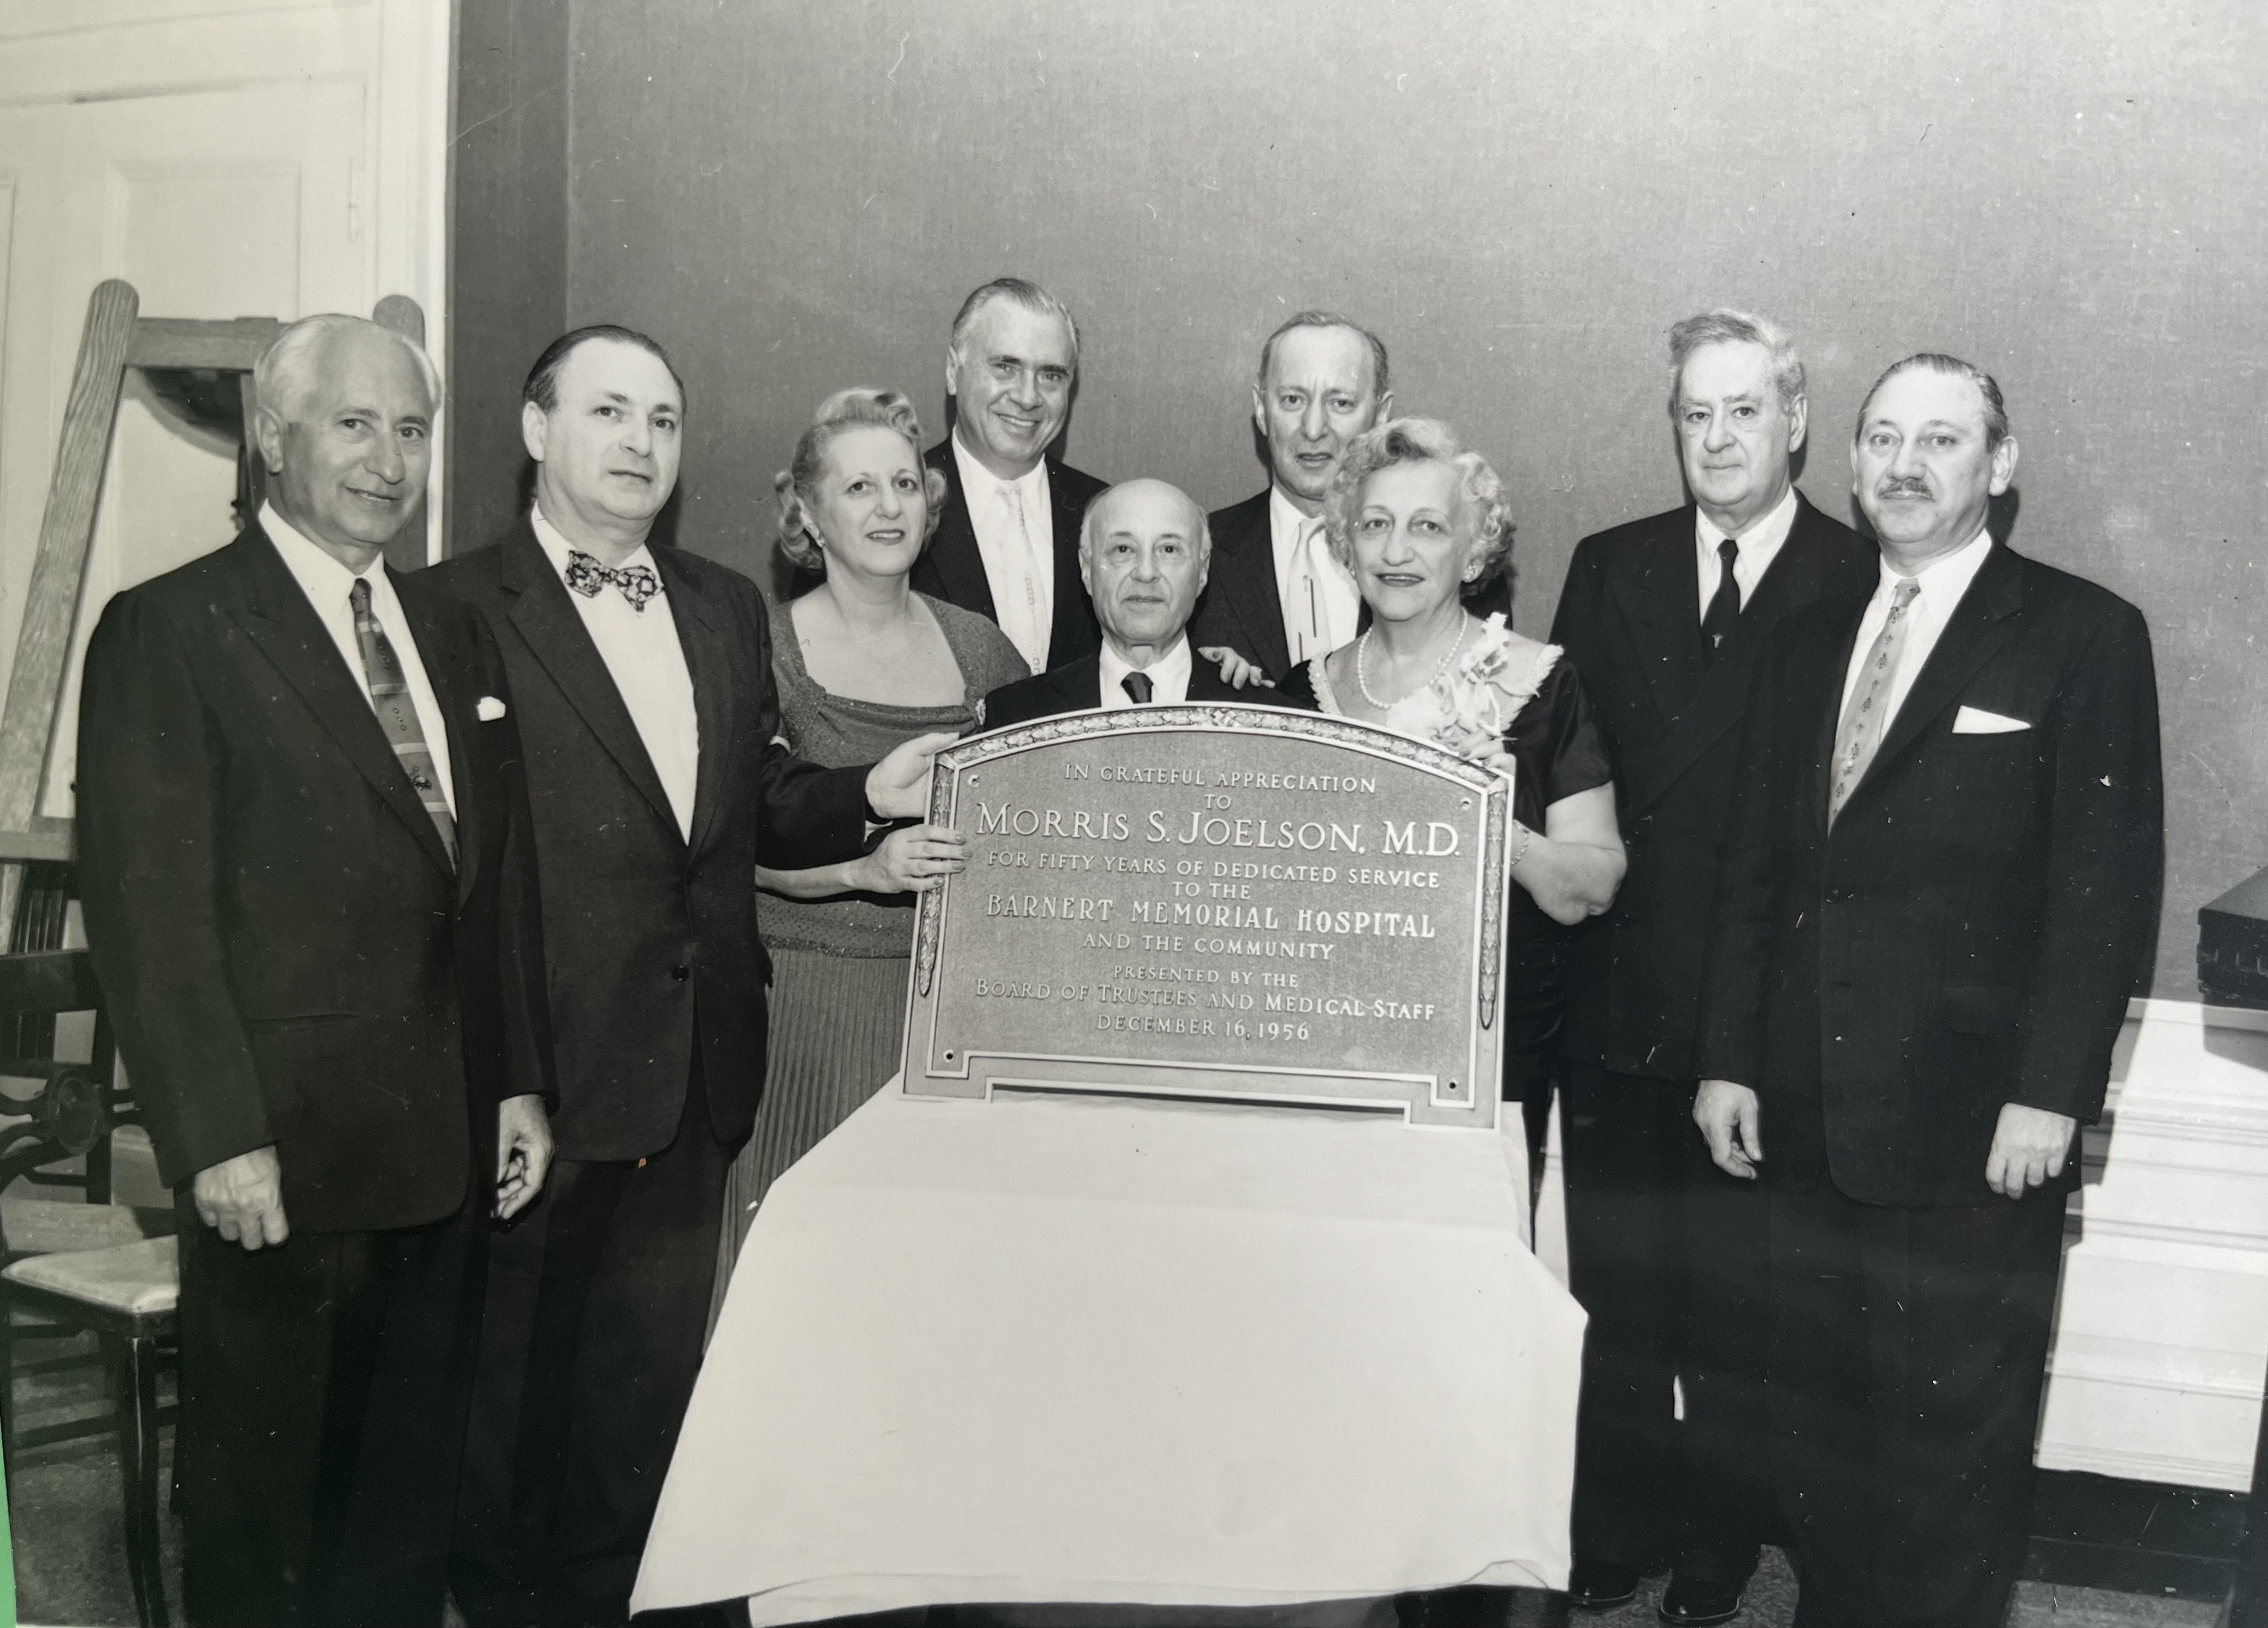 IN GRATEFUL APPRECIATION
TO
MORRIS S. JOELSON, M.D.
FOR FIFTY YEARS OF DEDICATED SERVICE
TO THE
BARNERT MEMORIAL HOSPITAL
AND THE COMMUNITY
PRESENTED BY THE
BOARD OF TRUSTEES AND MEDICAL STAFF
DECEMBER 16, 1956